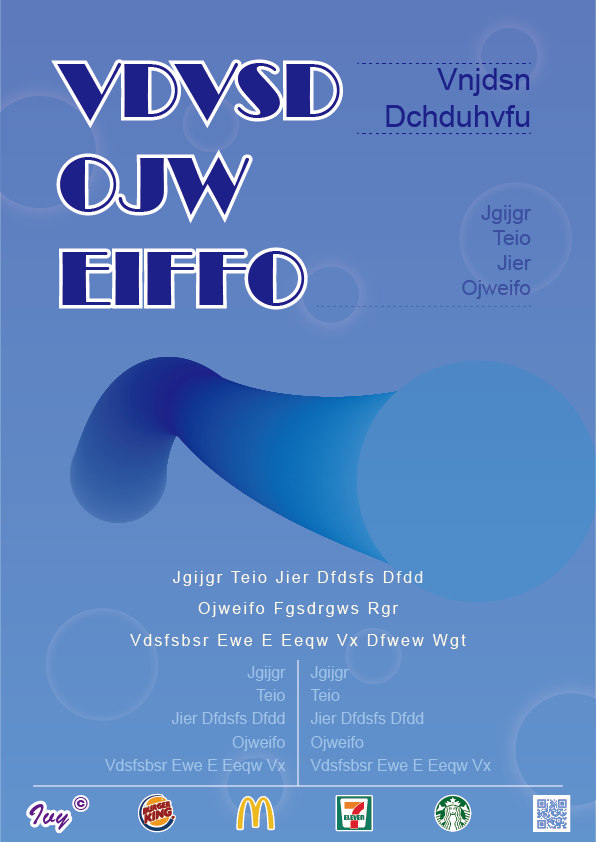 VDVSD
OJW
EIFFO
Vnjdsn
Dchduhvfu
Jgijgr
Teio
Jier
Ojweifo
Jgijgr Teio Jier Dfdsfs Dfdd
Ojweifo Fgsdrgws Rgr
Vdsfsbsr Ewe E Eeqw Vx Dfwew Wgt
Jgijgr
Teio
Jier Dfdsfs Dfdd
Ojweifo
Vdsfsbsr Ewe E Eeqw Vx
Jgijgr
Teio
Jier Dfdsfs Dfdd
Ojweifo
Vdsfsbsr Ewe E Eeqw Vx
Ivy ©
BURGER
KING
7
ELEVEN